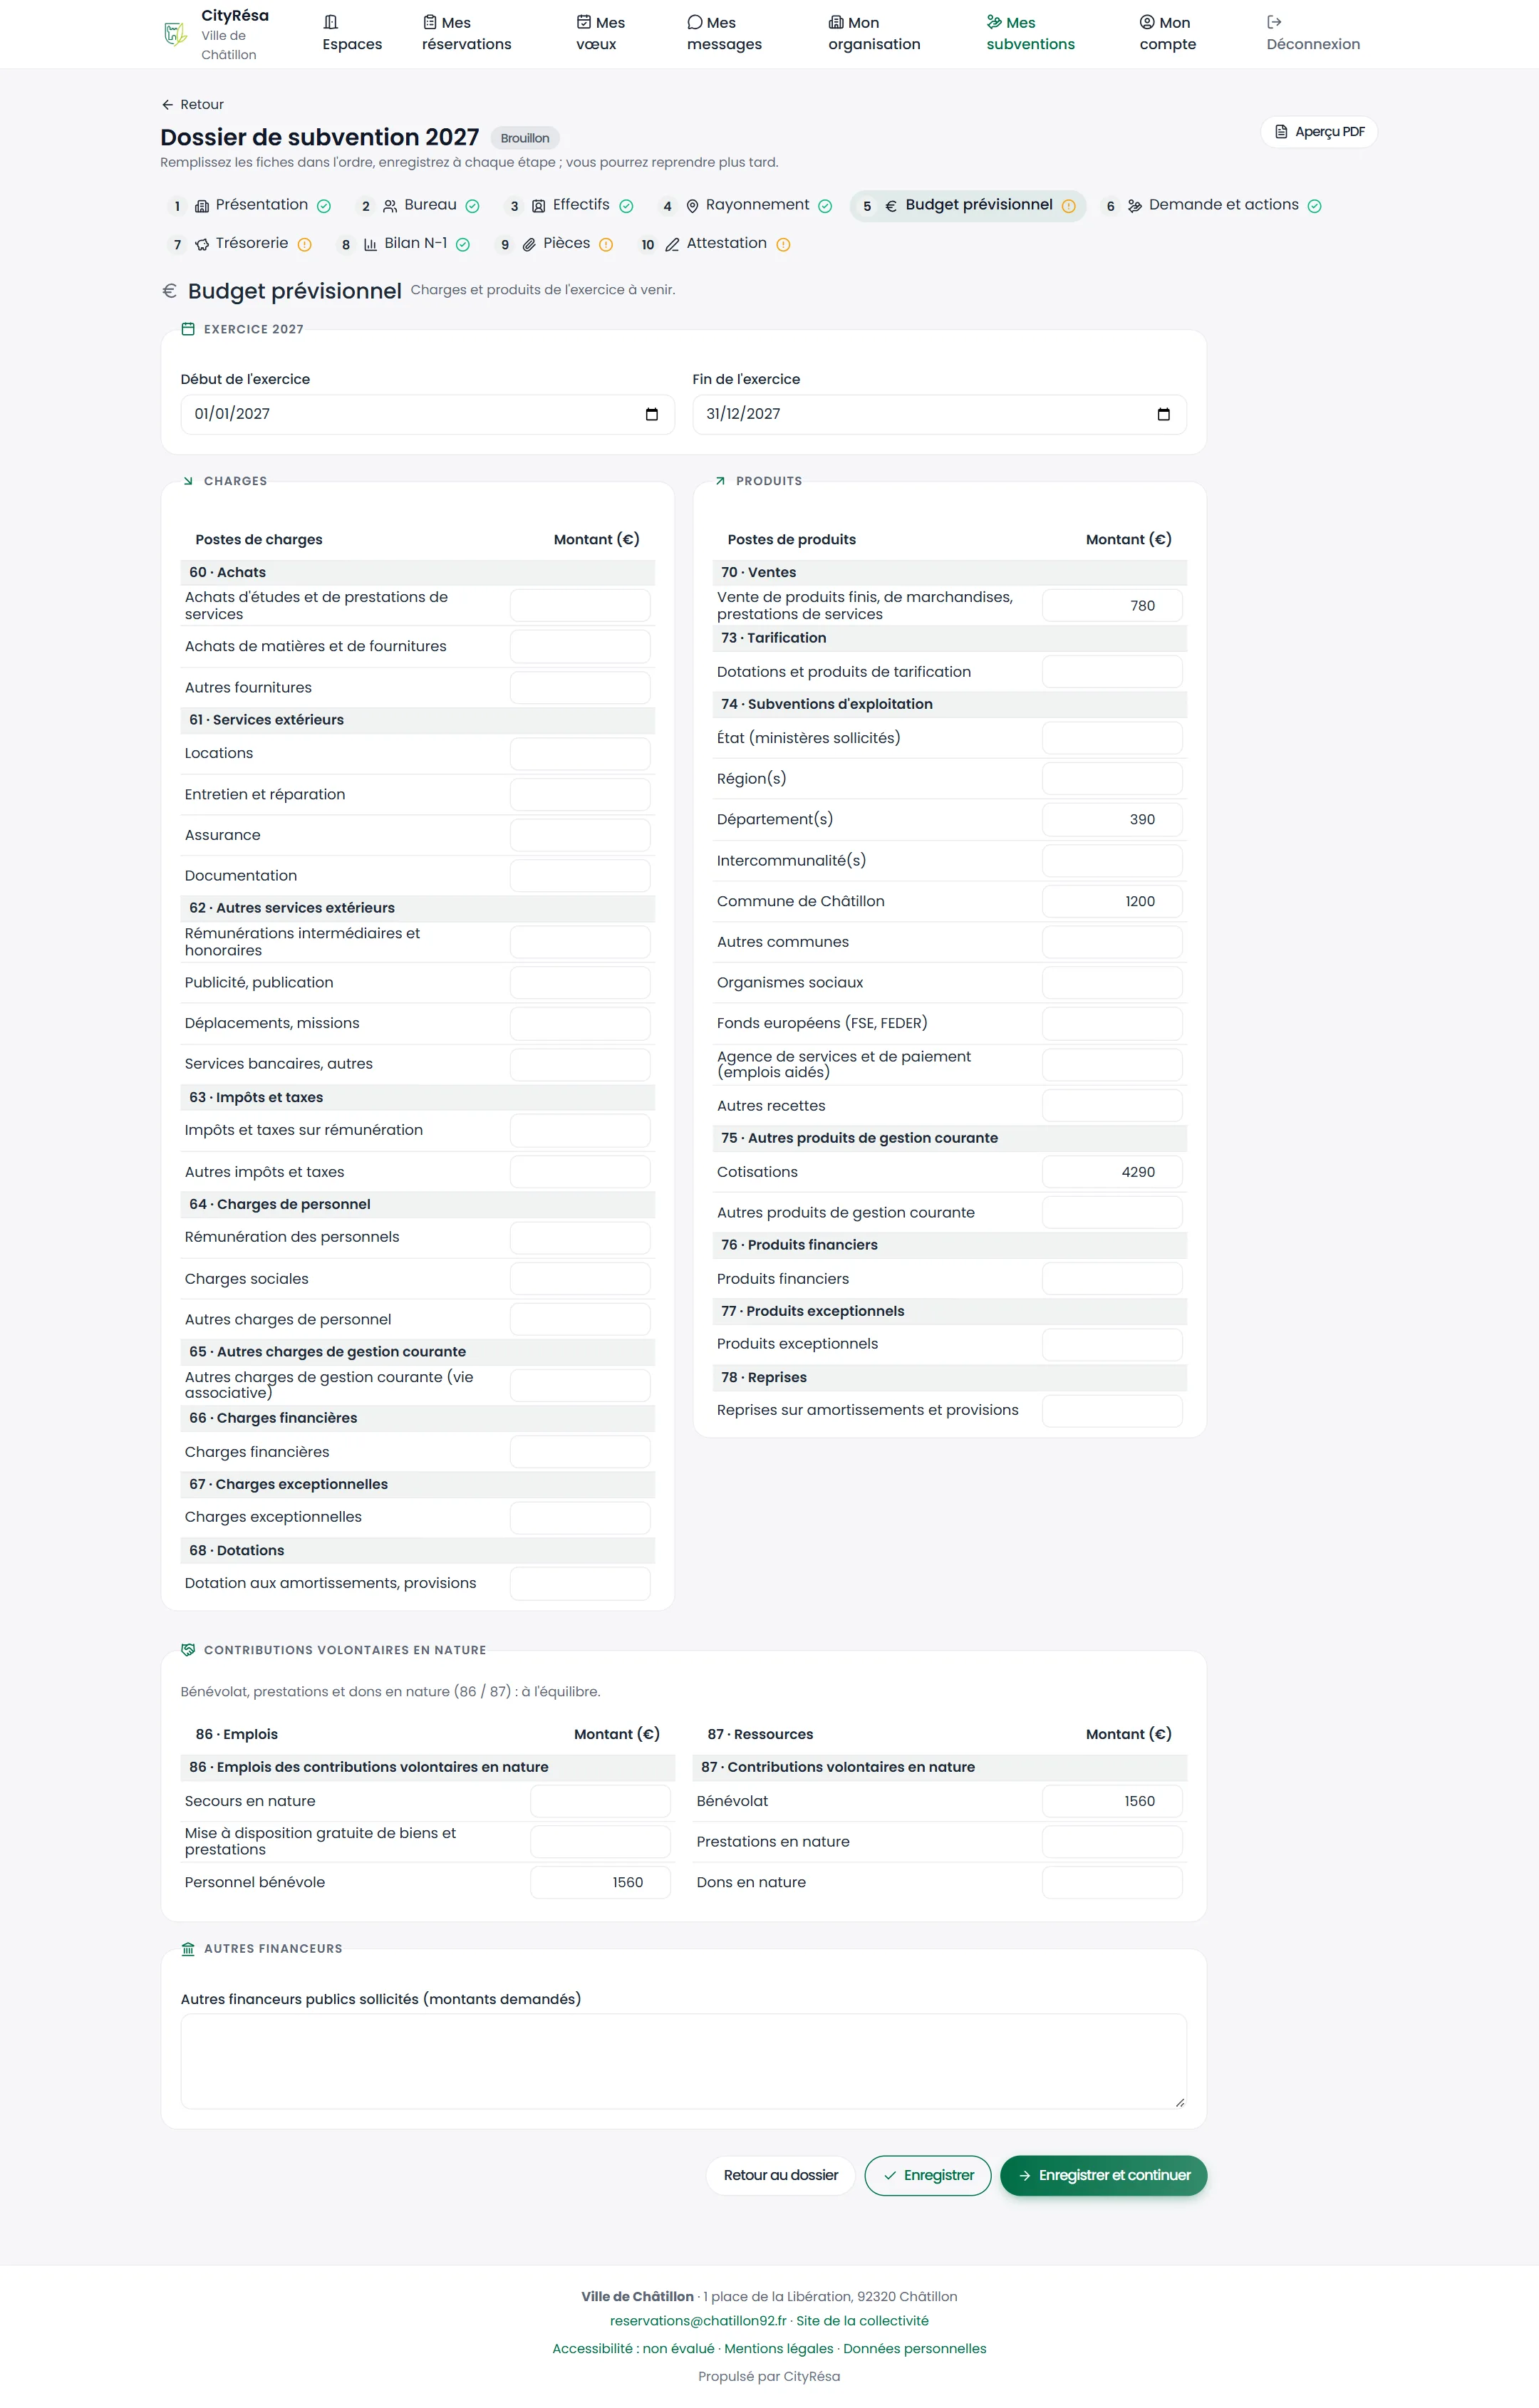 CityRésa
Ville de
Châtillon
Espaces
Mes
réservations
Mes
vœux
Mes
messages
Mon
organisation
Mes
subventions
Mon
compte
Déconnexion
Retour
Dossier de subvention 2027 Brouillon
Aperçu PDF
Remplissez les fiches dans l'ordre, enregistrez à chaque étape ; vous pourrez reprendre plus tard.
1 Présentation 2 Bureau 3 Effectifs 4 Rayonnement 5 € Budget prévisionnel 6 Demande et actions
7 Trésorerie 8 Bilan N-1 9 Pièces 10 Attestation
€ Budget prévisionnel Charges et produits de l'exercice à venir.
EXERCICE 2027
Début de l'exercice
01/01/2027
Fin de l'exercice
31/12/2027
CHARGES
Postes de charges Montant (€)
60 · Achats
Achats d'études et de prestations de
services
Achats de matières et de fournitures
Autres fournitures
61 · Services extérieurs
Locations
Entretien et réparation
Assurance
Documentation
62 · Autres services extérieurs
Rémunérations intermédiaires et
honoraires
Publicité, publication
Déplacements, missions
Services bancaires, autres
63 · Impôts et taxes
Impôts et taxes sur rémunération
Autres impôts et taxes
64 · Charges de personnel
Rémunération des personnels
Charges sociales
Autres charges de personnel
65 · Autres charges de gestion courante
Autres charges de gestion courante (vie
associative)
66 · Charges financières
Charges financières
67 · Charges exceptionnelles
Charges exceptionnelles
68 · Dotations
Dotation aux amortissements, provisions
PRODUITS
Postes de produits Montant (€)
70 · Ventes
Vente de produits finis, de marchandises,
prestations de services 780
73 · Tarification
Dotations et produits de tarification
74 · Subventions d'exploitation
État (ministères sollicités)
Région(s)
Département(s) 390
Intercommunalité(s)
Commune de Châtillon 1200
Autres communes
Organismes sociaux
Fonds européens (FSE, FEDER)
Agence de services et de paiement
(emplois aidés)
Autres recettes
75 · Autres produits de gestion courante
Cotisations 4290
Autres produits de gestion courante
76 · Produits financiers
Produits financiers
77 · Produits exceptionnels
Produits exceptionnels
78 · Reprises
Reprises sur amortissements et provisions
CONTRIBUTIONS VOLONTAIRES EN NATURE
Bénévolat, prestations et dons en nature (86 / 87) : à l'équilibre.
86 · Emplois Montant (€)
86 · Emplois des contributions volontaires en nature
Secours en nature
Mise à disposition gratuite de biens et
prestations
Personnel bénévole 1560
87 · Ressources Montant (€)
87 · Contributions volontaires en nature
Bénévolat 1560
Prestations en nature
Dons en nature
AUTRES FINANCEURS
Autres financeurs publics sollicités (montants demandés)
Retour au dossier
Enregistrer
Enregistrer et continuer
Ville de Châtillon · 1 place de la Libération, 92320 Châtillon
reservations@chatillon92.fr · Site de la collectivité
Accessibilité : non évalué · Mentions légales · Données personnelles
Propulsé par CityRésa